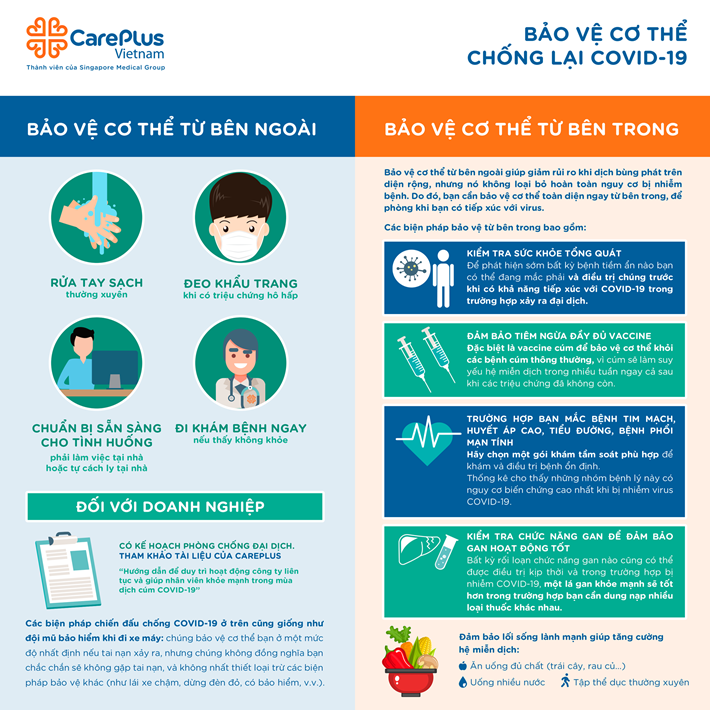 CarePlus
Vietnam
Thành viên của Singapore Medical Group
BẢO VỆ CƠ THỂ
CHỐNG LẠI COVID-19
BẢO VỆ CƠ THỂ TỪ BÊN NGOÀI
RỬA TAY SẠCH
thường xuyên
ĐEO KHẨU TRANG
khi có triệu chứng hô hấp
CHUẨN BỊ SẴN SÀNG
CHO TÌNH HUỐNG
phải làm việc tại nhà
hoặc tự cách ly tại nhà
ĐI KHÁM BỆNH NGAY
nếu thấy không khỏe
ĐỐI VỚI DOANH NGHIỆP
CÓ KẾ HOẠCH PHÒNG CHỐNG ĐẠI DỊCH.
THAM KHẢO TÀI LIỆU CỦA CAREPLUS
“Hướng dẫn để duy trì hoạt động công ty liên
tục và giúp nhân viên khỏe mạnh trong mùa
dịch cúm COVID-19”
Các biện pháp chiến đấu chống COVID-19 ở trên cũng giống như
đội mũ bảo hiểm khi đi xe máy: chúng bảo vệ cơ thể bạn ở một mức
độ nhất định nếu tai nạn xảy ra, nhưng chúng không đồng nghĩa bạn
chắc chắn sẽ không gặp tai nạn, và không nhất thiết loại trừ các biện
pháp bảo vệ khác (như lái xe chậm, dừng đèn đỏ, có bảo hiểm, v.v.).
BẢO VỆ CƠ THỂ TỪ BÊN TRONG
Bảo vệ cơ thể từ bên ngoài giúp giảm rủi ro khi dịch bùng phát trên
diện rộng, nhưng nó không loại bỏ hoàn toàn nguy cơ bị nhiễm
bệnh. Do đó, bạn cần bảo vệ cơ thể toàn diện ngay từ bên trong, để
phòng khi bạn có tiếp xúc với virus.
Các biện pháp bảo vệ từ bên trong bao gồm:
KIỂM TRA SỨC KHỎE TỔNG QUÁT
Để phát hiện sớm bất kỳ bệnh tiềm ẩn nào bạn
có thể đang mắc phải và điều trị chúng trước
khi có khả năng tiếp xúc với COVID-19 trong
trường hợp xảy ra đại dịch.
ĐẢM BẢO TIÊM NGỪA ĐẦY ĐỦ VACCINE
Đặc biệt là vaccine cúm để bảo vệ cơ thể khỏi
các bệnh cúm thông thường, vì cúm sẽ làm suy
yếu hệ miễn dịch trong nhiều tuần ngay cả sau
khi các triệu chứng đã không còn.
TRƯỜNG HỢP BẠN MẮC BỆNH TIM MẠCH,
HUYẾT ÁP CAO, TIỂU ĐƯỜNG, BỆNH PHỔI
MẠN TÍNH
Hãy chọn một gói khám tầm soát phù hợp để
khám và điều trị bệnh ổn định.
Thống kê cho thấy những nhóm bệnh lý này có
nguy cơ biến chứng cao nhất khi bị nhiễm virus
COVID-19.
KIỂM TRA CHỨC NĂNG GAN ĐỂ ĐẢM BẢO
GAN HOẠT ĐỘNG TỐT
Bất kỳ rối loạn chức năng gan nào cũng có thể
được điều trị kịp thời và trong trường hợp bị
nhiễm COVID-19, một lá gan khỏe mạnh sẽ tốt
hơn trong trường hợp bạn cần dung nạp nhiều
loại thuốc khác nhau.
Đảm bảo lối sống lành mạnh giúp tăng cường
hệ miễn dịch:
Ăn uống đủ chất (trái cây, rau củ...)
Uống nhiều nước
Tập thể dục thường xuyên